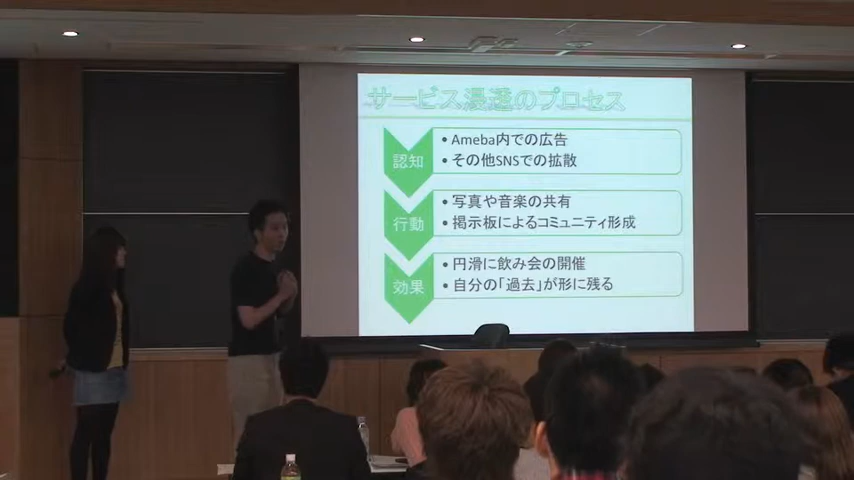 サービス浸透のプロセス
認知
• Ameba内での広告
• その他SNSでの拡散
行動
• 写真や音楽の共有
• 掲示板によるコミュニティ形成
効果
• 円滑に飲み会の開催
• 自分の「過去」が形に残る